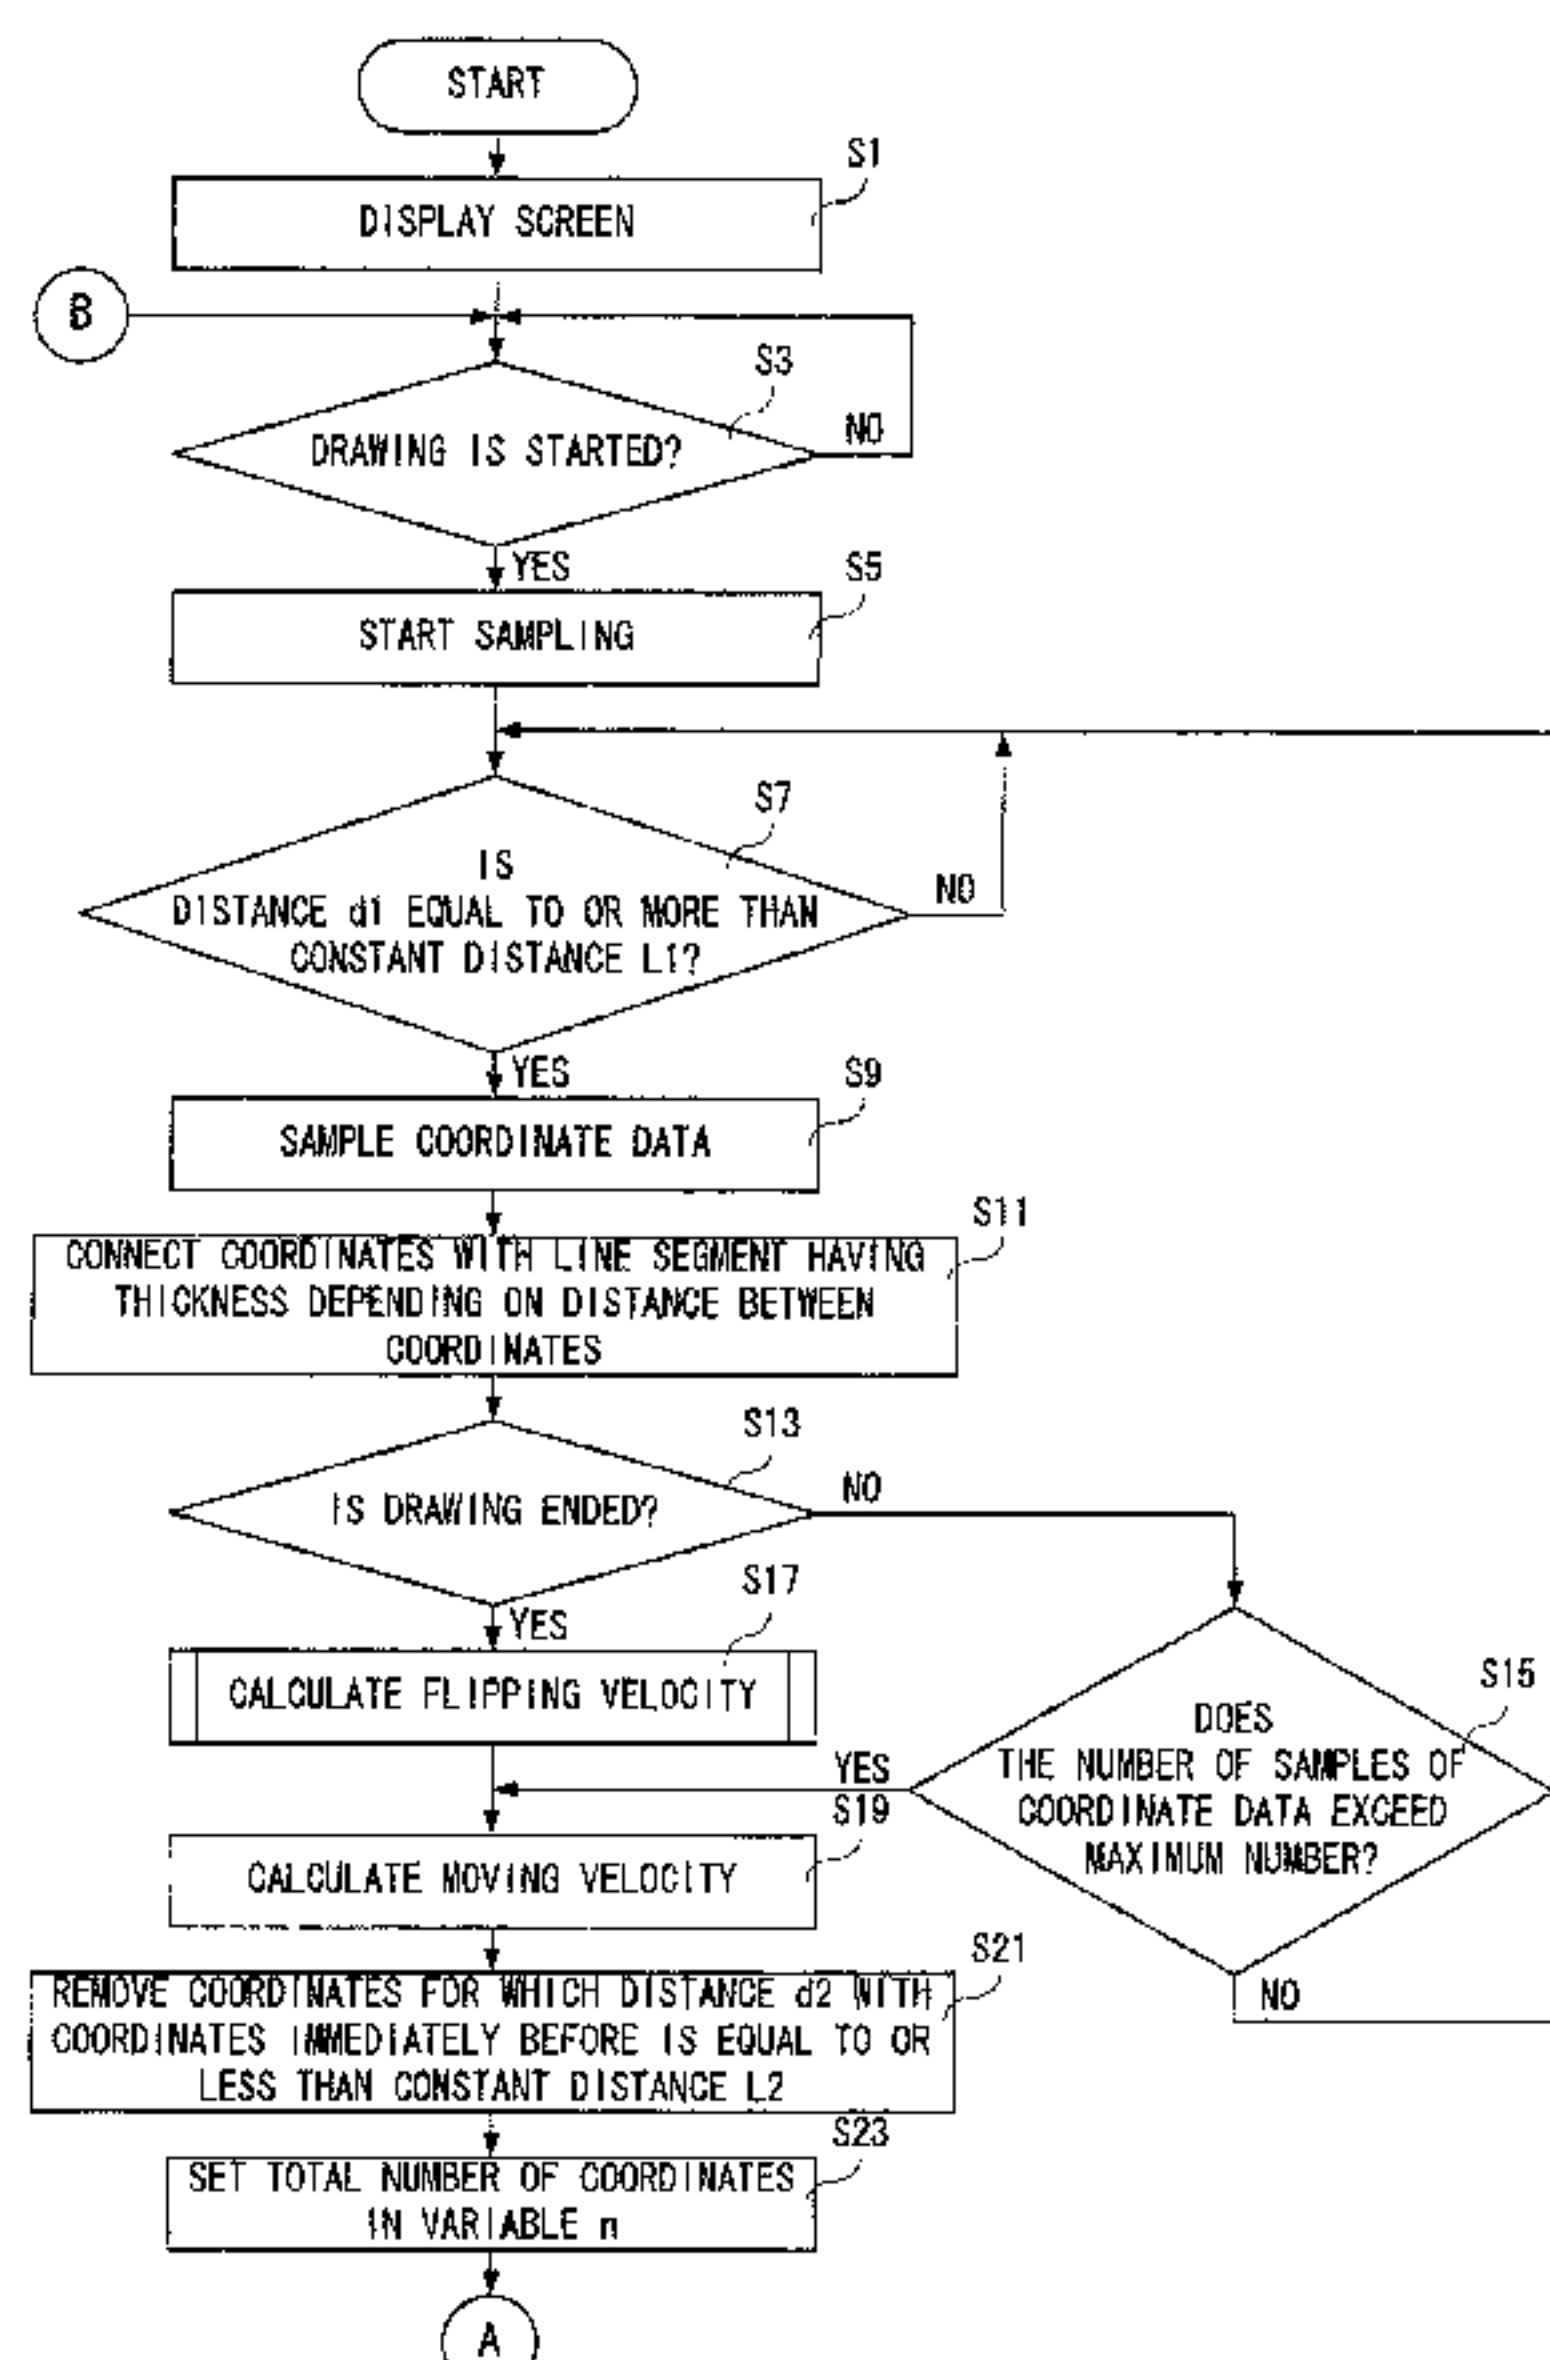 START
S1
DISPLAY SCREEN
B
S3
DRAWING IS STARTED?
NO
YES
S5
START SAMPLING
S7
IS
DISTANCE d1 EQUAL TO OR MORE THAN
CONSTANT DISTANCE L1?
NO
YES
S9
SAMPLE COORDINATE DATA
S11
CONNECT COORDINATES WITH LINE SEGMENT HAVING
THICKNESS DEPENDING ON DISTANCE BETWEEN
COORDINATES
S13
IS DRAWING ENDED?
NO
YES
S17
CALCULATE FLIPPING VELOCITY
S15
DOES
THE NUMBER OF SAMPLES OF
COORDINATE DATA EXCEED
MAXIMUM NUMBER?
YES
NO
S19
CALCULATE MOVING VELOCITY
S21
REMOVE COORDINATES FOR WHICH DISTANCE d2 WITH
COORDINATES IMMEDIATELY BEFORE IS EQUAL TO OR
LESS THAN CONSTANT DISTANCE L2
S23
SET TOTAL NUMBER OF COORDINATES
IN VARIABLE n
A